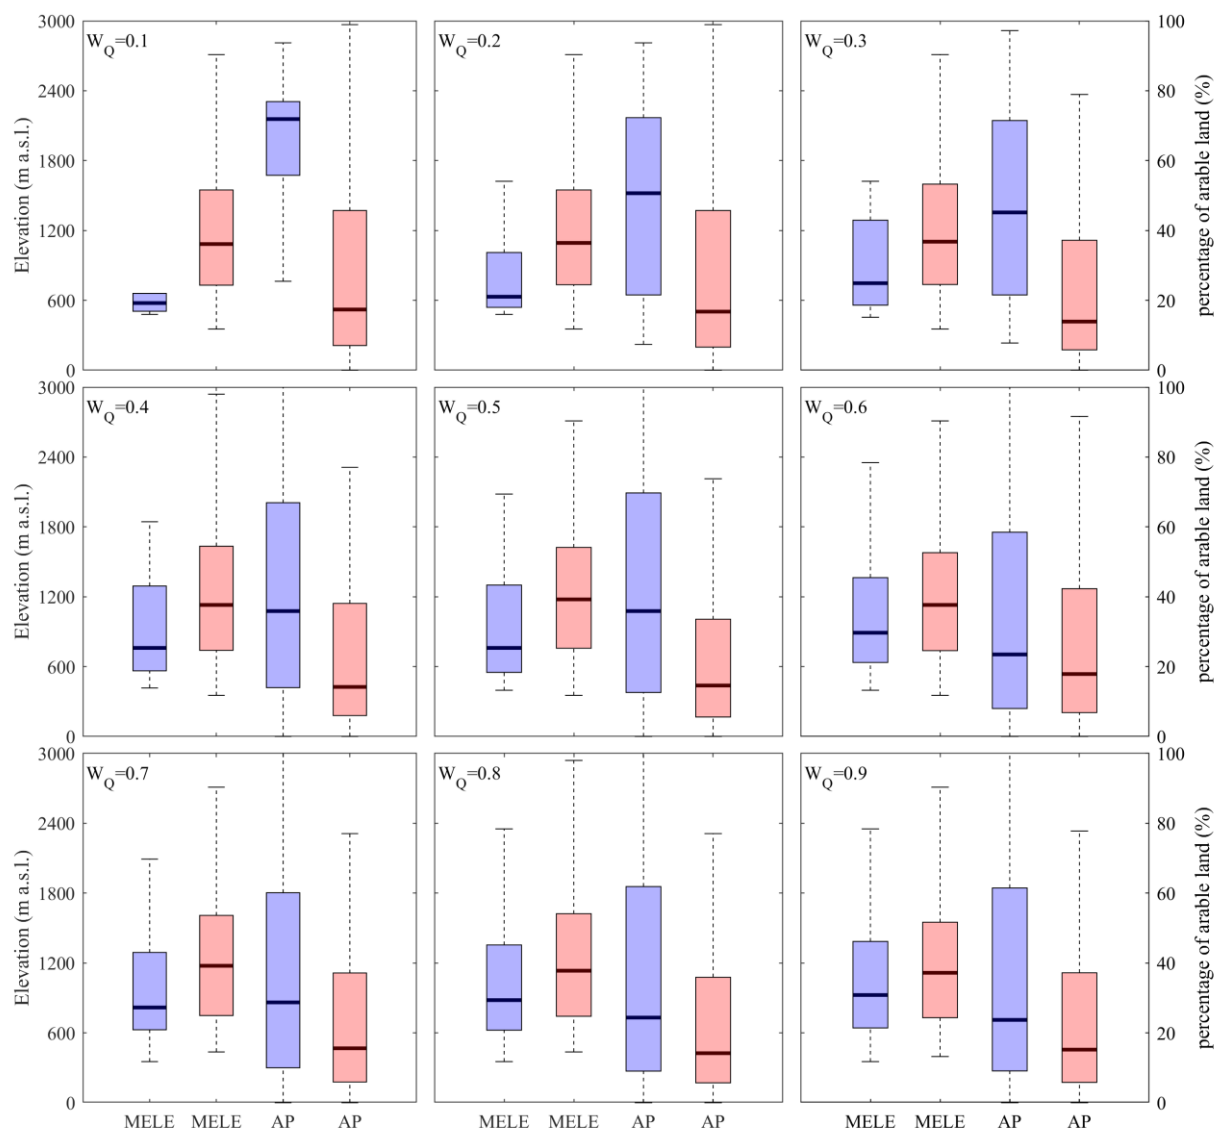 W_Q=0.1
W_Q=0.2
W_Q=0.3
3000
2400
1800
1200
600
0
Elevation (m a.s.l.)
100
80
60
40
20
0
percentage of arable land (%)
W_Q=0.4
W_Q=0.5
W_Q=0.6
3000
2400
1800
1200
600
0
Elevation (m a.s.l.)
100
80
60
40
20
0
percentage of arable land (%)
W_Q=0.7
W_Q=0.8
W_Q=0.9
3000
2400
1800
1200
600
0
Elevation (m a.s.l.)
100
80
60
40
20
0
percentage of arable land (%)
MELE MELE AP AP
MELE MELE AP AP
MELE MELE AP AP